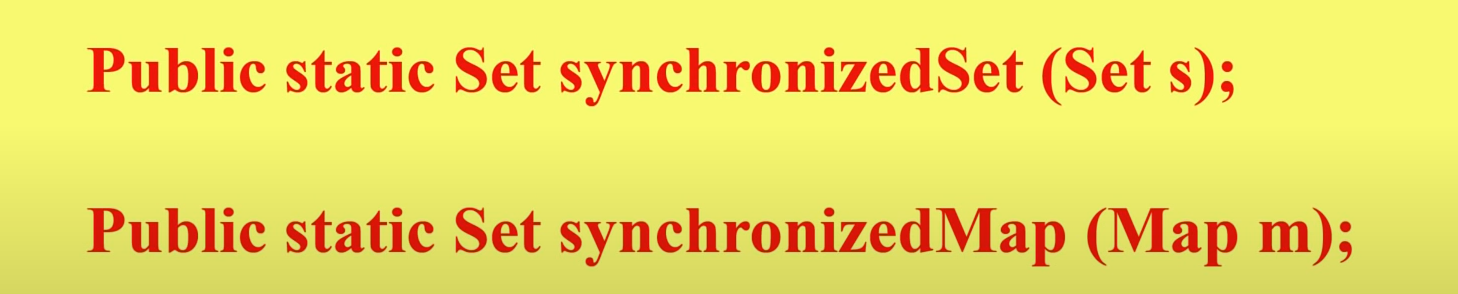 Public static Set synchronizedSet (Set s);
Public static Set synchronizedMap (Map m);